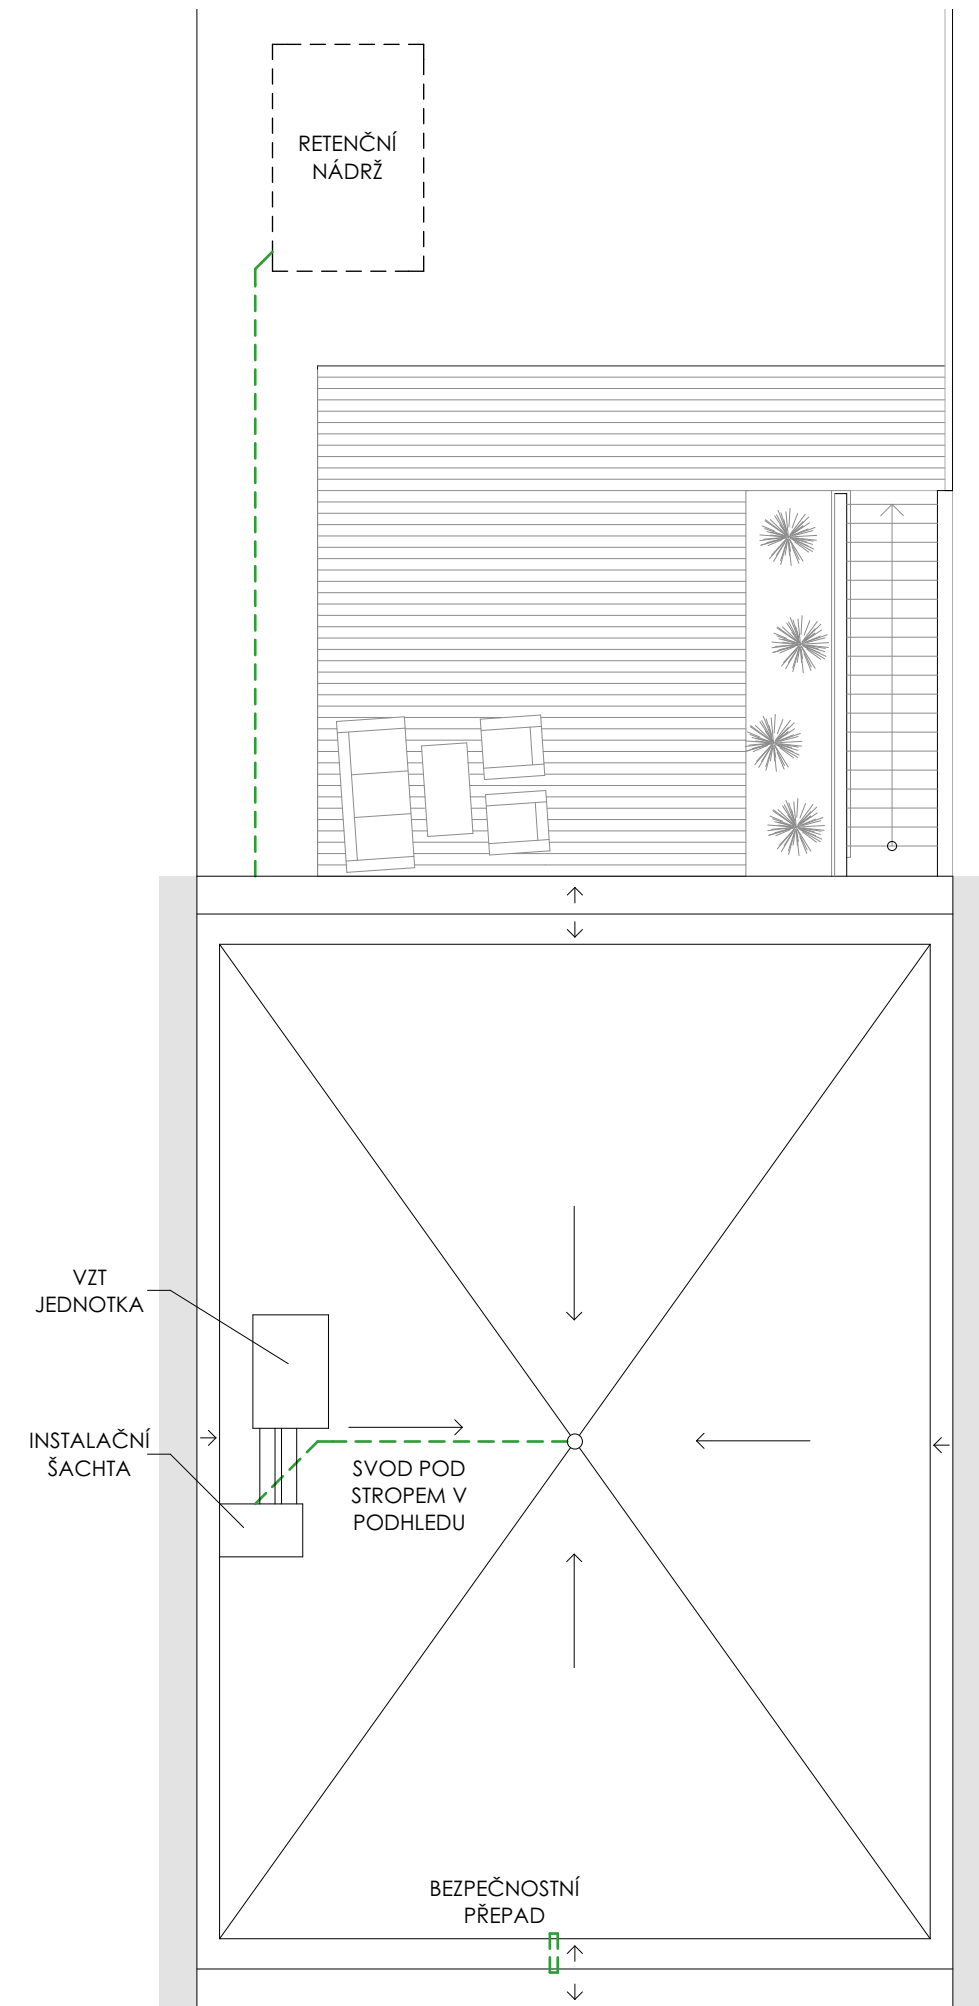 RETENČNÍ
NÁDRŽ
VZT
JEDNOTKA
INSTALAČNÍ
ŠACHTA
SVOD POD
STROPEM V
PODHLEDU
BEZPEČNOSTNÍ
PŘEPAD